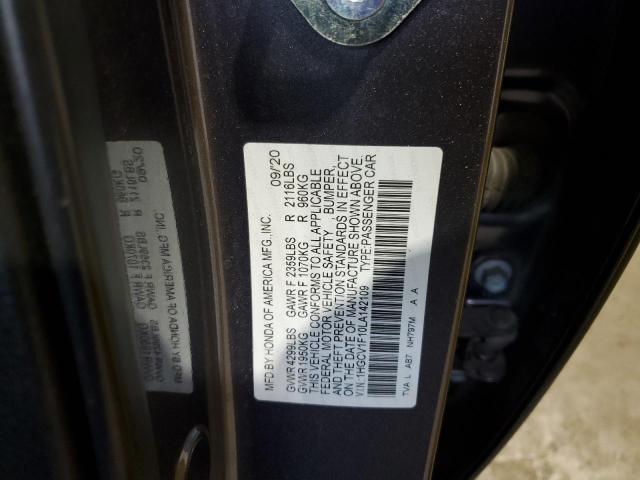 MFD BY HONDA OF AMERICA MFG., INC. 09/20
GVWR 4299LBS GAWR F 2359LBS R 2116LBS
GVWR 1950KG GAWR F 1070KG R 960KG
THIS VEHICLE CONFORMS TO ALL APPLICABLE
FEDERAL MOTOR VEHICLE SAFETY , BUMPER,
AND THEFT PREVENTION STANDARDS IN EFFECT
ON THE DATE OF MANUFACTURE SHOWN ABOVE.
V.I.N. 1HGCV1F10LA142109 TYPE:PASSENGER CAR
TVA L AB7 NH797M A A